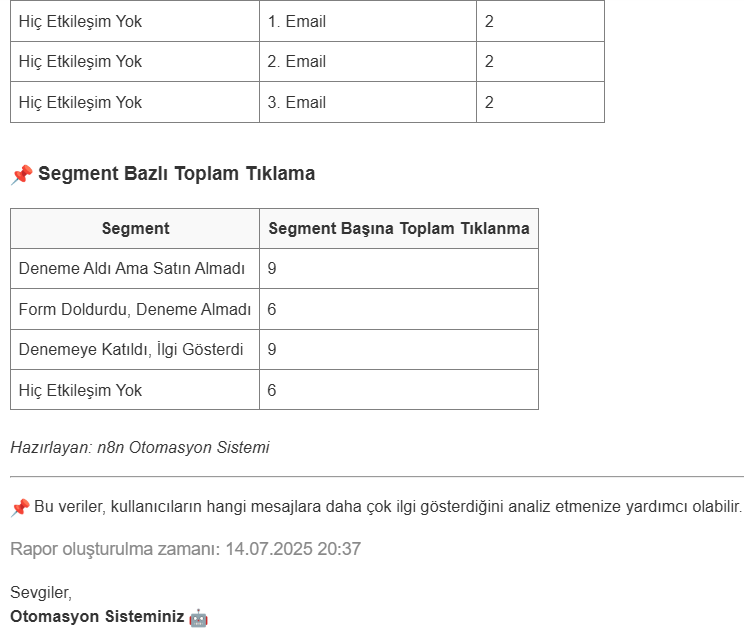 Hiç Etkileşim Yok 1. Email 2
Hiç Etkileşim Yok 2. Email 2
Hiç Etkileşim Yok 3. Email 2
📌 Segment Bazlı Toplam Tıklama
Segment Segment Başına Toplam Tıklanma
Deneme Aldı Ama Satın Almadı 9
Form Doldurdu, Deneme Almadı 6
Denemeye Katıldı, İlgi Gösterdi 9
Hiç Etkileşim Yok 6
Hazırlayan: n8n Otomasyon Sistemi
📌 Bu veriler, kullanıcıların hangi mesajlara daha çok ilgi gösterdiğini analiz etmenize yardımcı olabilir.
Rapor oluşturulma zamanı: 14.07.2025 20:37
Sevgiler,
Otomasyon Sisteminiz 🤖